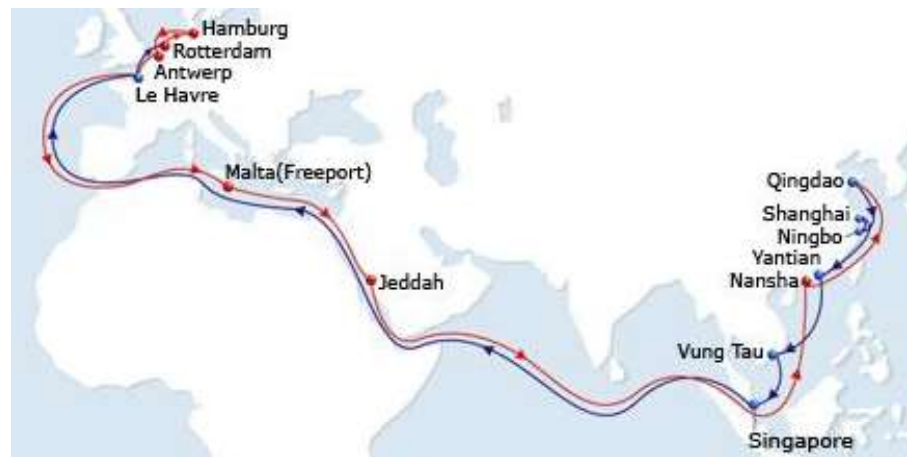 Hamburg
Rotterdam
Antwerp
Le Havre
Malta(Freeport)
Qingdao
Shanghai
Ningbo
Yantian
Nansha
Jeddah
Vung Tau
Singapore